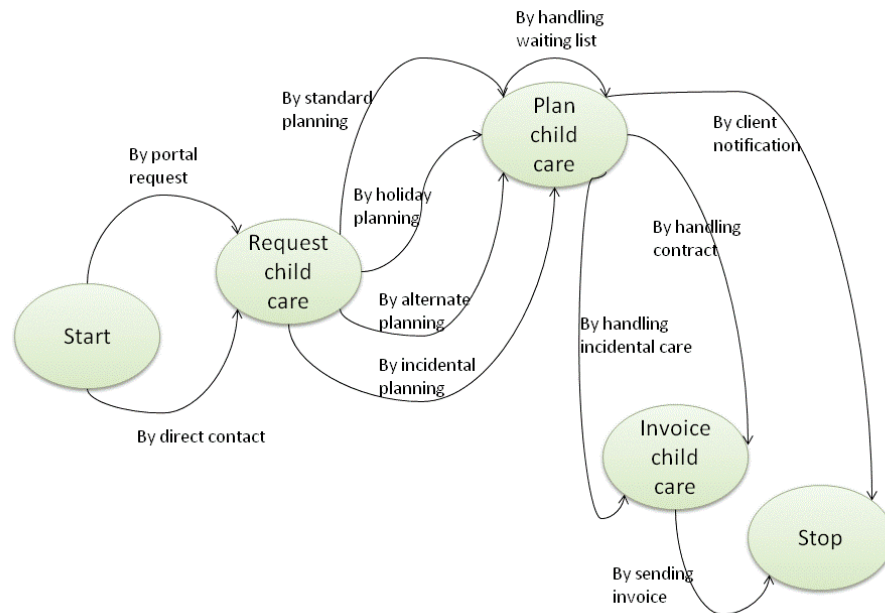 By handling
waiting list
Plan
child
care
By standard
planning
By client
notification
By portal
request
By holiday
planning
By handling
contract
Request
child
care
By alternate
planning
Start
By handling
incidental care
By incidental
planning
By direct contact
Invoice
child
care
Stop
By sending
invoice